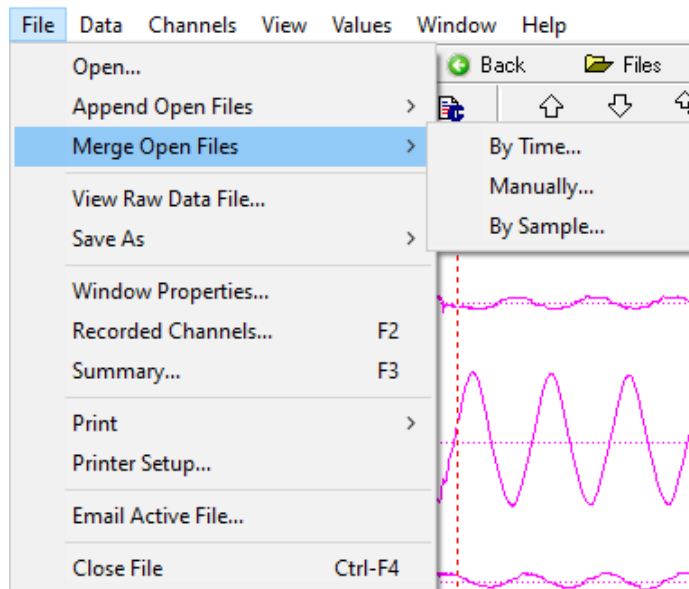 File Data Channels View Values Window Help
Open...
Back Files
Append Open Files
Merge Open Files
By Time...
Manually...
By Sample...
View Raw Data File...
Save As
Window Properties...
Recorded Channels... F2
Summary... F3
Print
Printer Setup...
Email Active File...
Close File Ctrl-F4